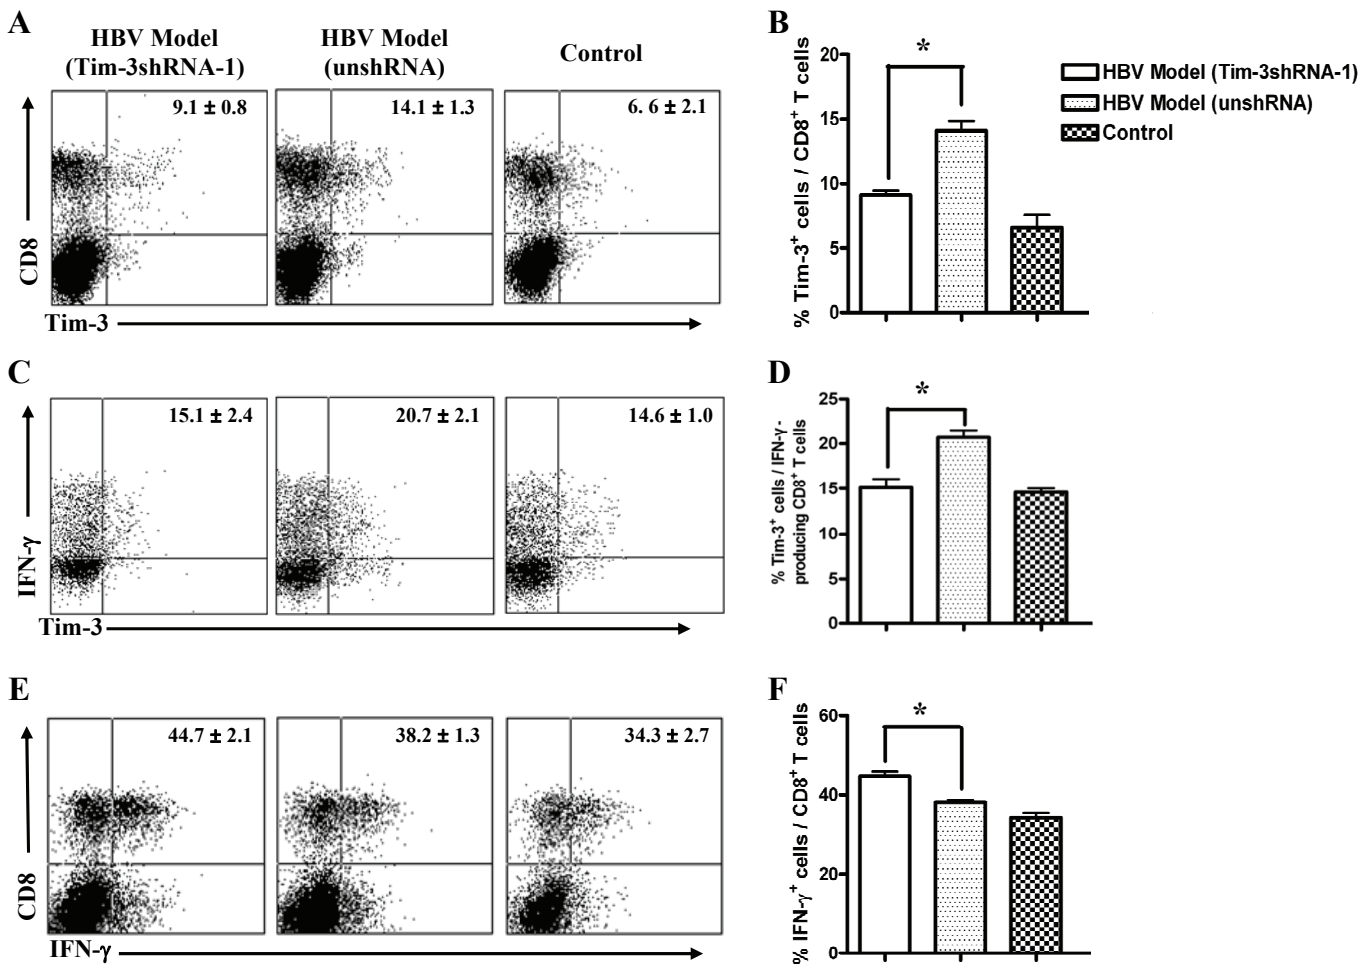 A
HBV Model
(Tim-3shRNA-1)
HBV Model
(unshRNA)
Control
9.1 ± 0.8
14.1 ± 1.3
6. 6 ± 2.1
CD8
Tim-3
B
% Tim-3⁺ cells / CD8⁺ T cells
20
15
10
5
0
*
HBV Model (Tim-3shRNA-1)
HBV Model (unshRNA)
Control
C
15.1 ± 2.4
20.7 ± 2.1
14.6 ± 1.0
IFN-γ
Tim-3
D
% Tim-3⁺ cells / IFN-γ -
producing CD8⁺ T cells
25
20
15
10
5
0
*
E
44.7 ± 2.1
38.2 ± 1.3
34.3 ± 2.7
CD8
IFN-γ
F
% IFN-γ⁺ cells / CD8⁺ T cells
60
40
20
0
*